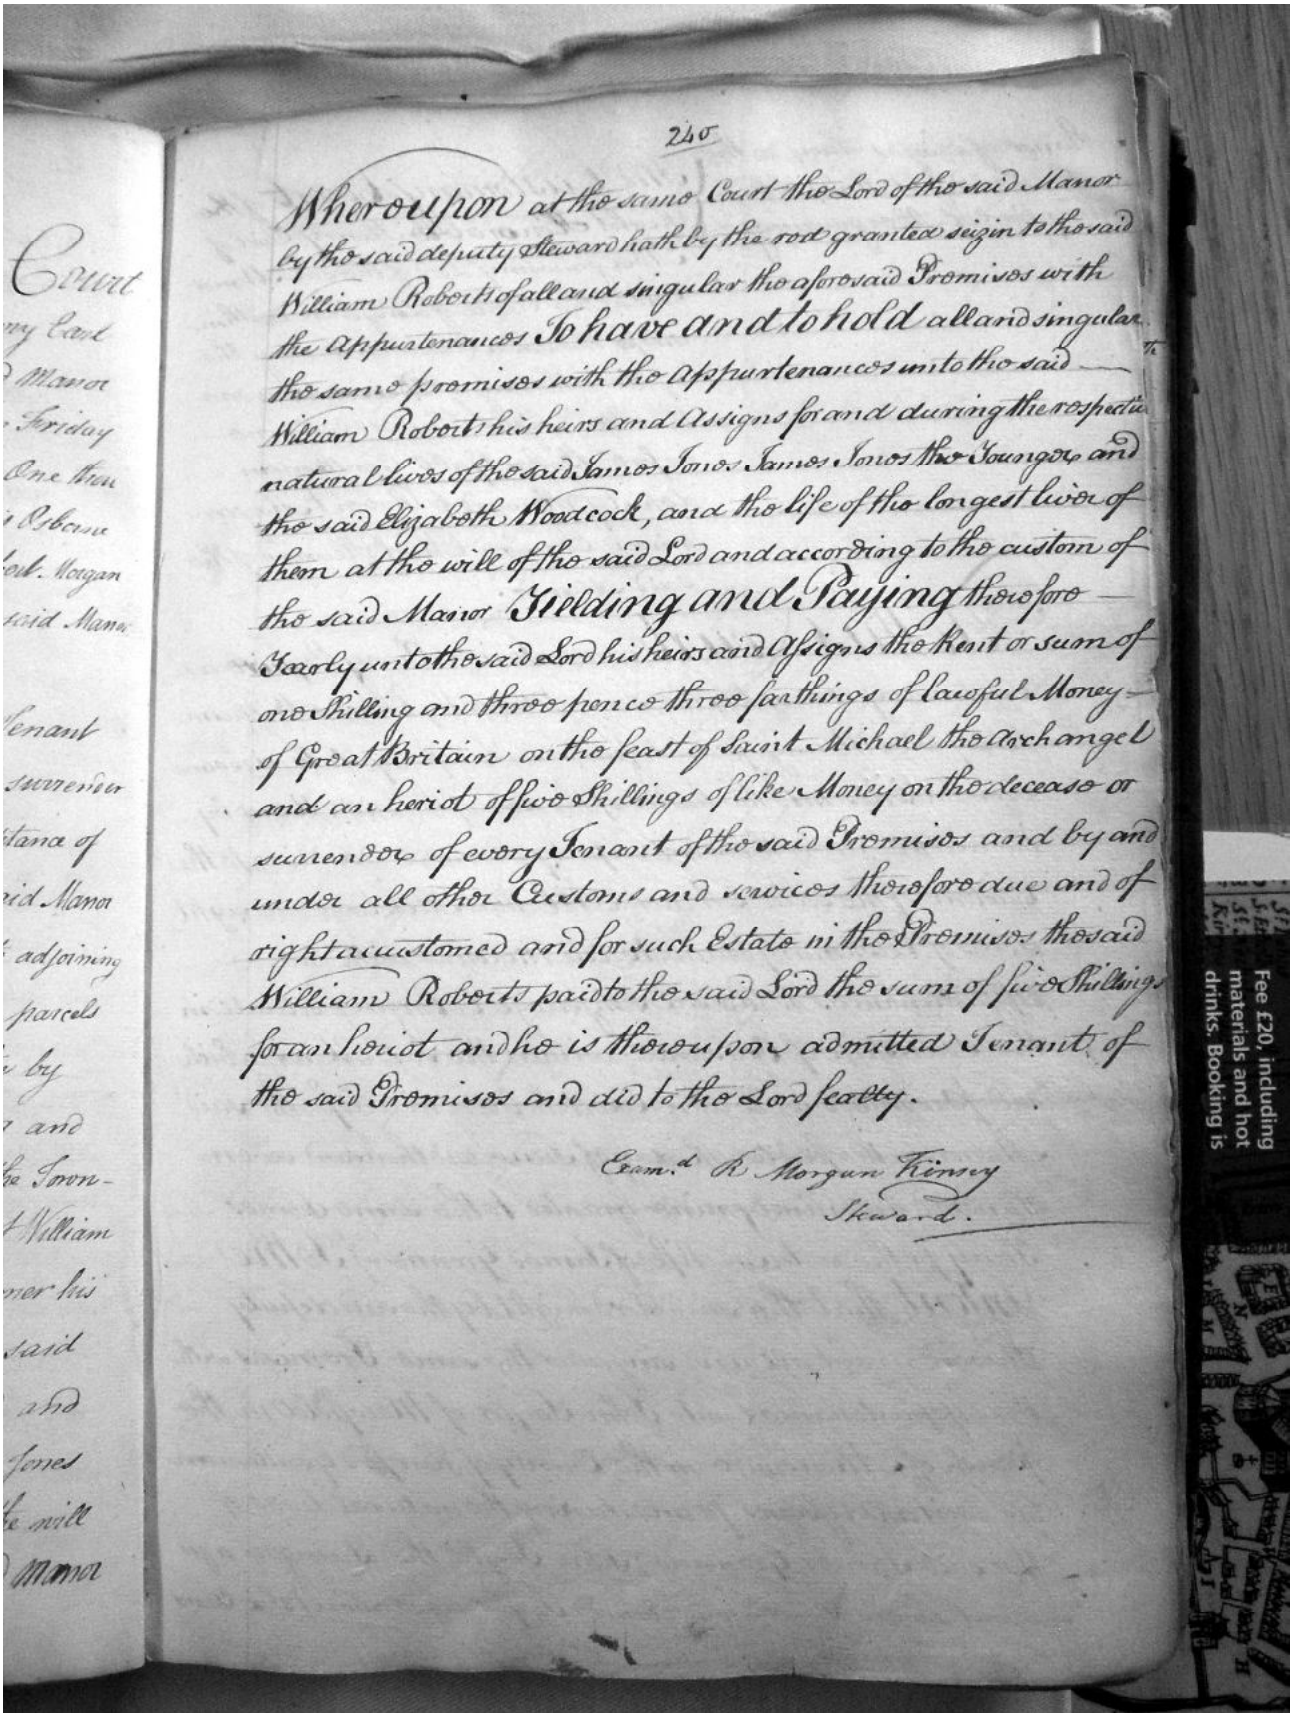 Court
my Earl
Manor
Friday
One thou
Osborne
Morgan
said Manor
Tenant
surrender
said Manor
adjoining
parcels
by
and
the Town-
William
ner his
said
and
Jones
the will
Manor
240
Whereupon at the same Court the Lord of the said Manor
by the said deputy Steward hath by the rod granted seizin to the said
William Roberts of all and singular the aforesaid Premises with
the Appurtenances To have and to hold all and singular
the same premises with the Appurtenances unto the said
William Roberts his heirs and Assigns for and during the respective
natural lives of the said James Jones James Jones the Younger and
the said Elizabeth Woodcock, and the life of the longest liver of
them at the will of the said Lord and according to the custom of
the said Manor Yielding and Paying therefore
Yearly unto the said Lord his heirs and Assigns the Rent or sum of
one Shilling and three pence three farthings of lawful Money
of Great Britain on the feast of Saint Michael the Archangel
and an heriot of five Shillings of like Money on the decease or
surrender of every Tenant of the said Premises and by and
under all other Customs and services therefore due and of
right accustomed and for such Estate in the Premises the said
William Roberts paid to the said Lord the sum of five Shillings
for an heriot and he is thereupon admitted Tenant of
the said Premises and did to the Lord fealty.
Exam.d R Morgan Kinsey
Steward.
Fee £20, including
materials and hot
drinks. Booking is